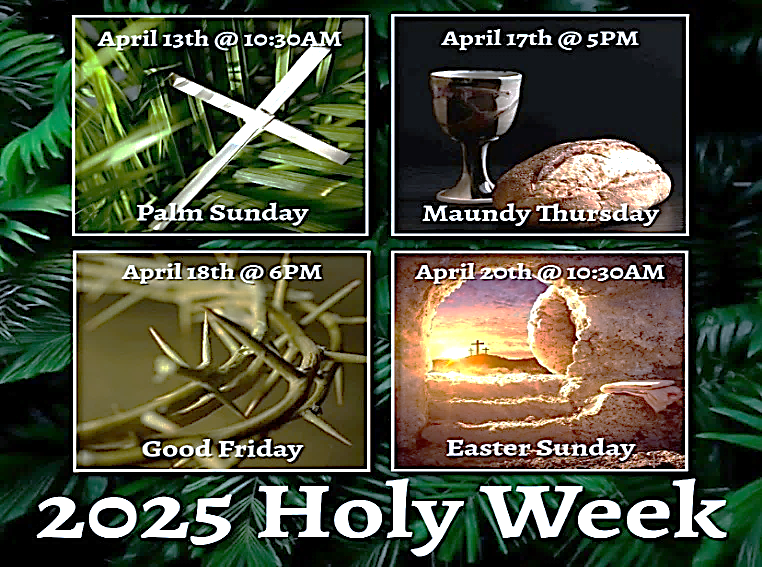 April 13th @ 10:30AM
Palm Sunday
April 17th @ 5PM
Maundy Thursday
April 18th @ 6PM
Good Friday
April 20th @ 10:30AM
Easter Sunday
2025 Holy Week